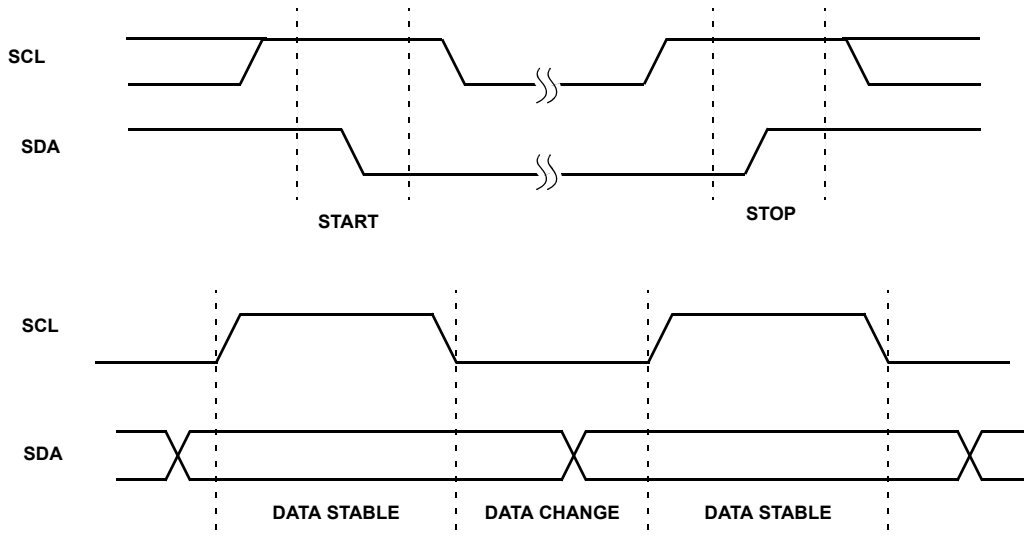 SCL
SDA
START
STOP
SCL
SDA
DATA STABLE
DATA CHANGE
DATA STABLE